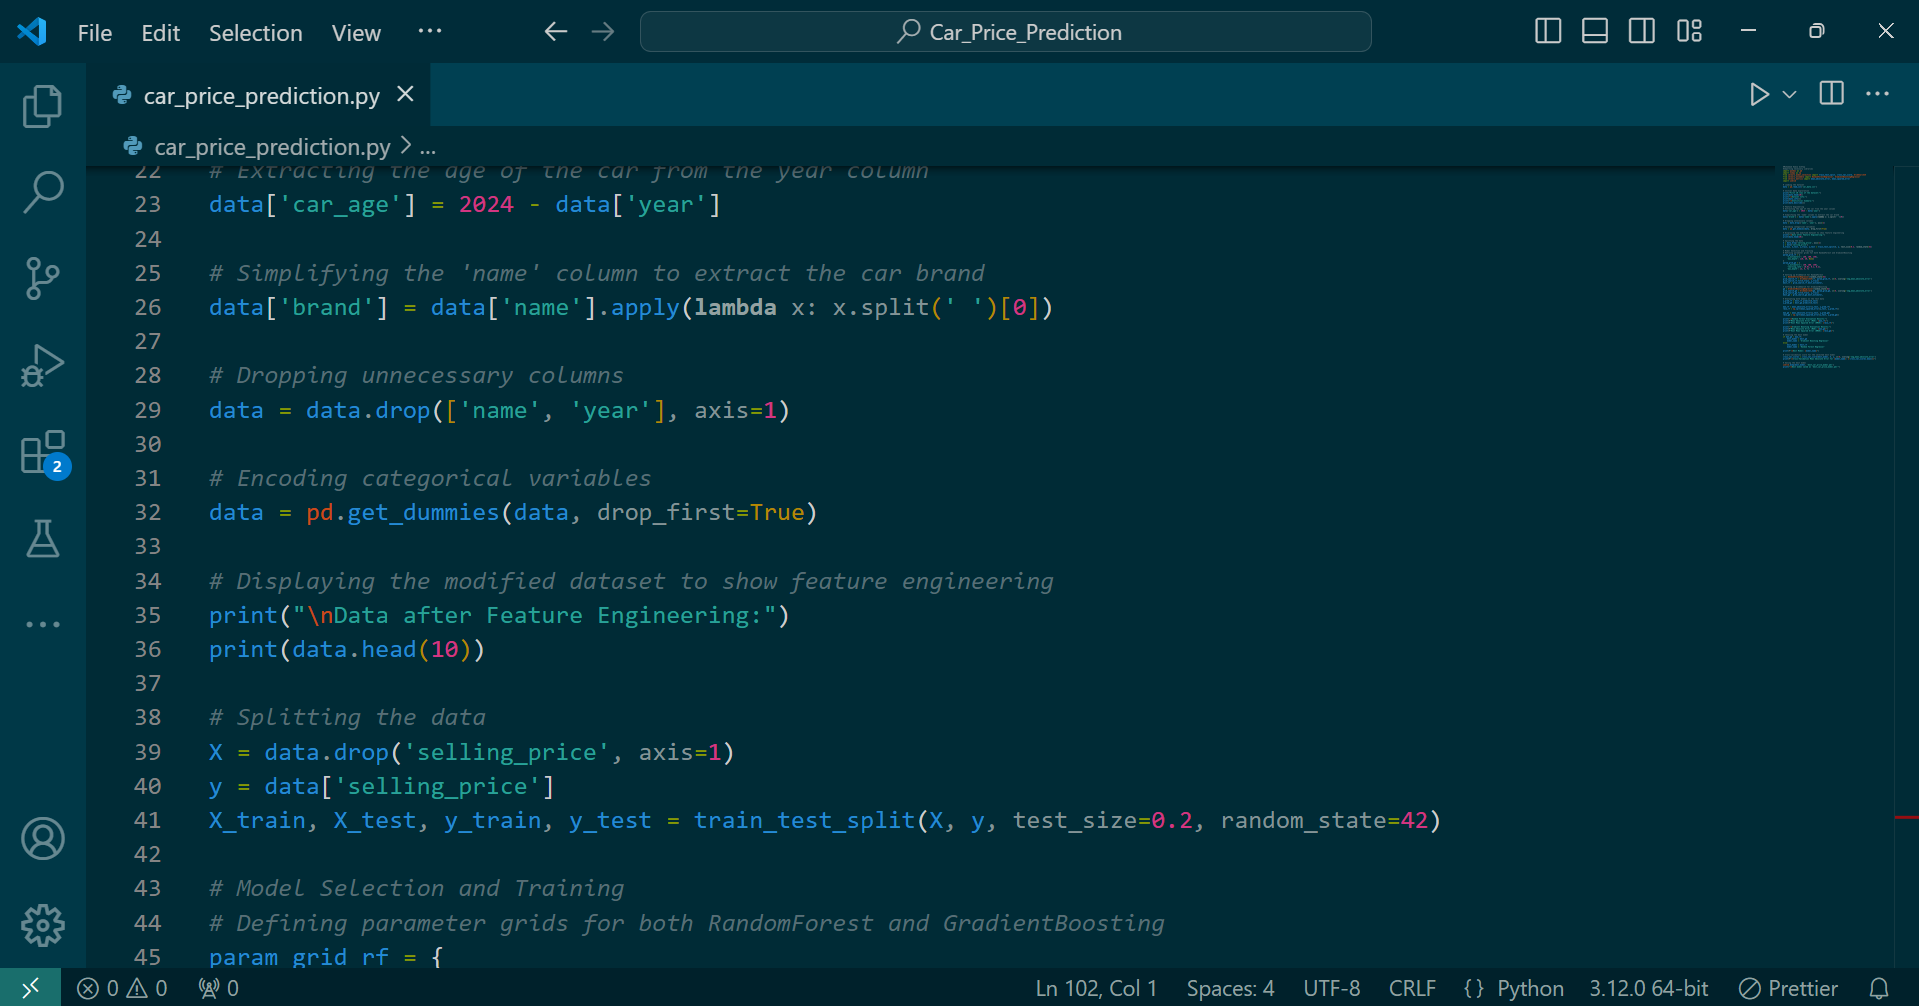 File Edit Selection View ··· Car_Price_Prediction
car_price_prediction.py
car_price_prediction.py > ...
22 # Extracting the age of the car from the year column
23 data['car_age'] = 2024 - data['year']
24
25 # Simplifying the 'name' column to extract the car brand
26 data['brand'] = data['name'].apply(lambda x: x.split(' ')[0])
27
28 # Dropping unnecessary columns
29 data = data.drop(['name', 'year'], axis=1)
30
31 # Encoding categorical variables
32 data = pd.get_dummies(data, drop_first=True)
33
34 # Displaying the modified dataset to show feature engineering
35 print("\nData after Feature Engineering:")
36 print(data.head(10))
37
38 # Splitting the data
39 X = data.drop('selling_price', axis=1)
40 y = data['selling_price']
41 X_train, X_test, y_train, y_test = train_test_split(X, y, test_size=0.2, random_state=42)
42
43 # Model Selection and Training
44 # Defining parameter grids for both RandomForest and GradientBoosting
45 param_grid_rf = {
2
0 0 0 Ln 102, Col 1 Spaces: 4 UTF-8 CRLF {} Python 3.12.0 64-bit Prettier